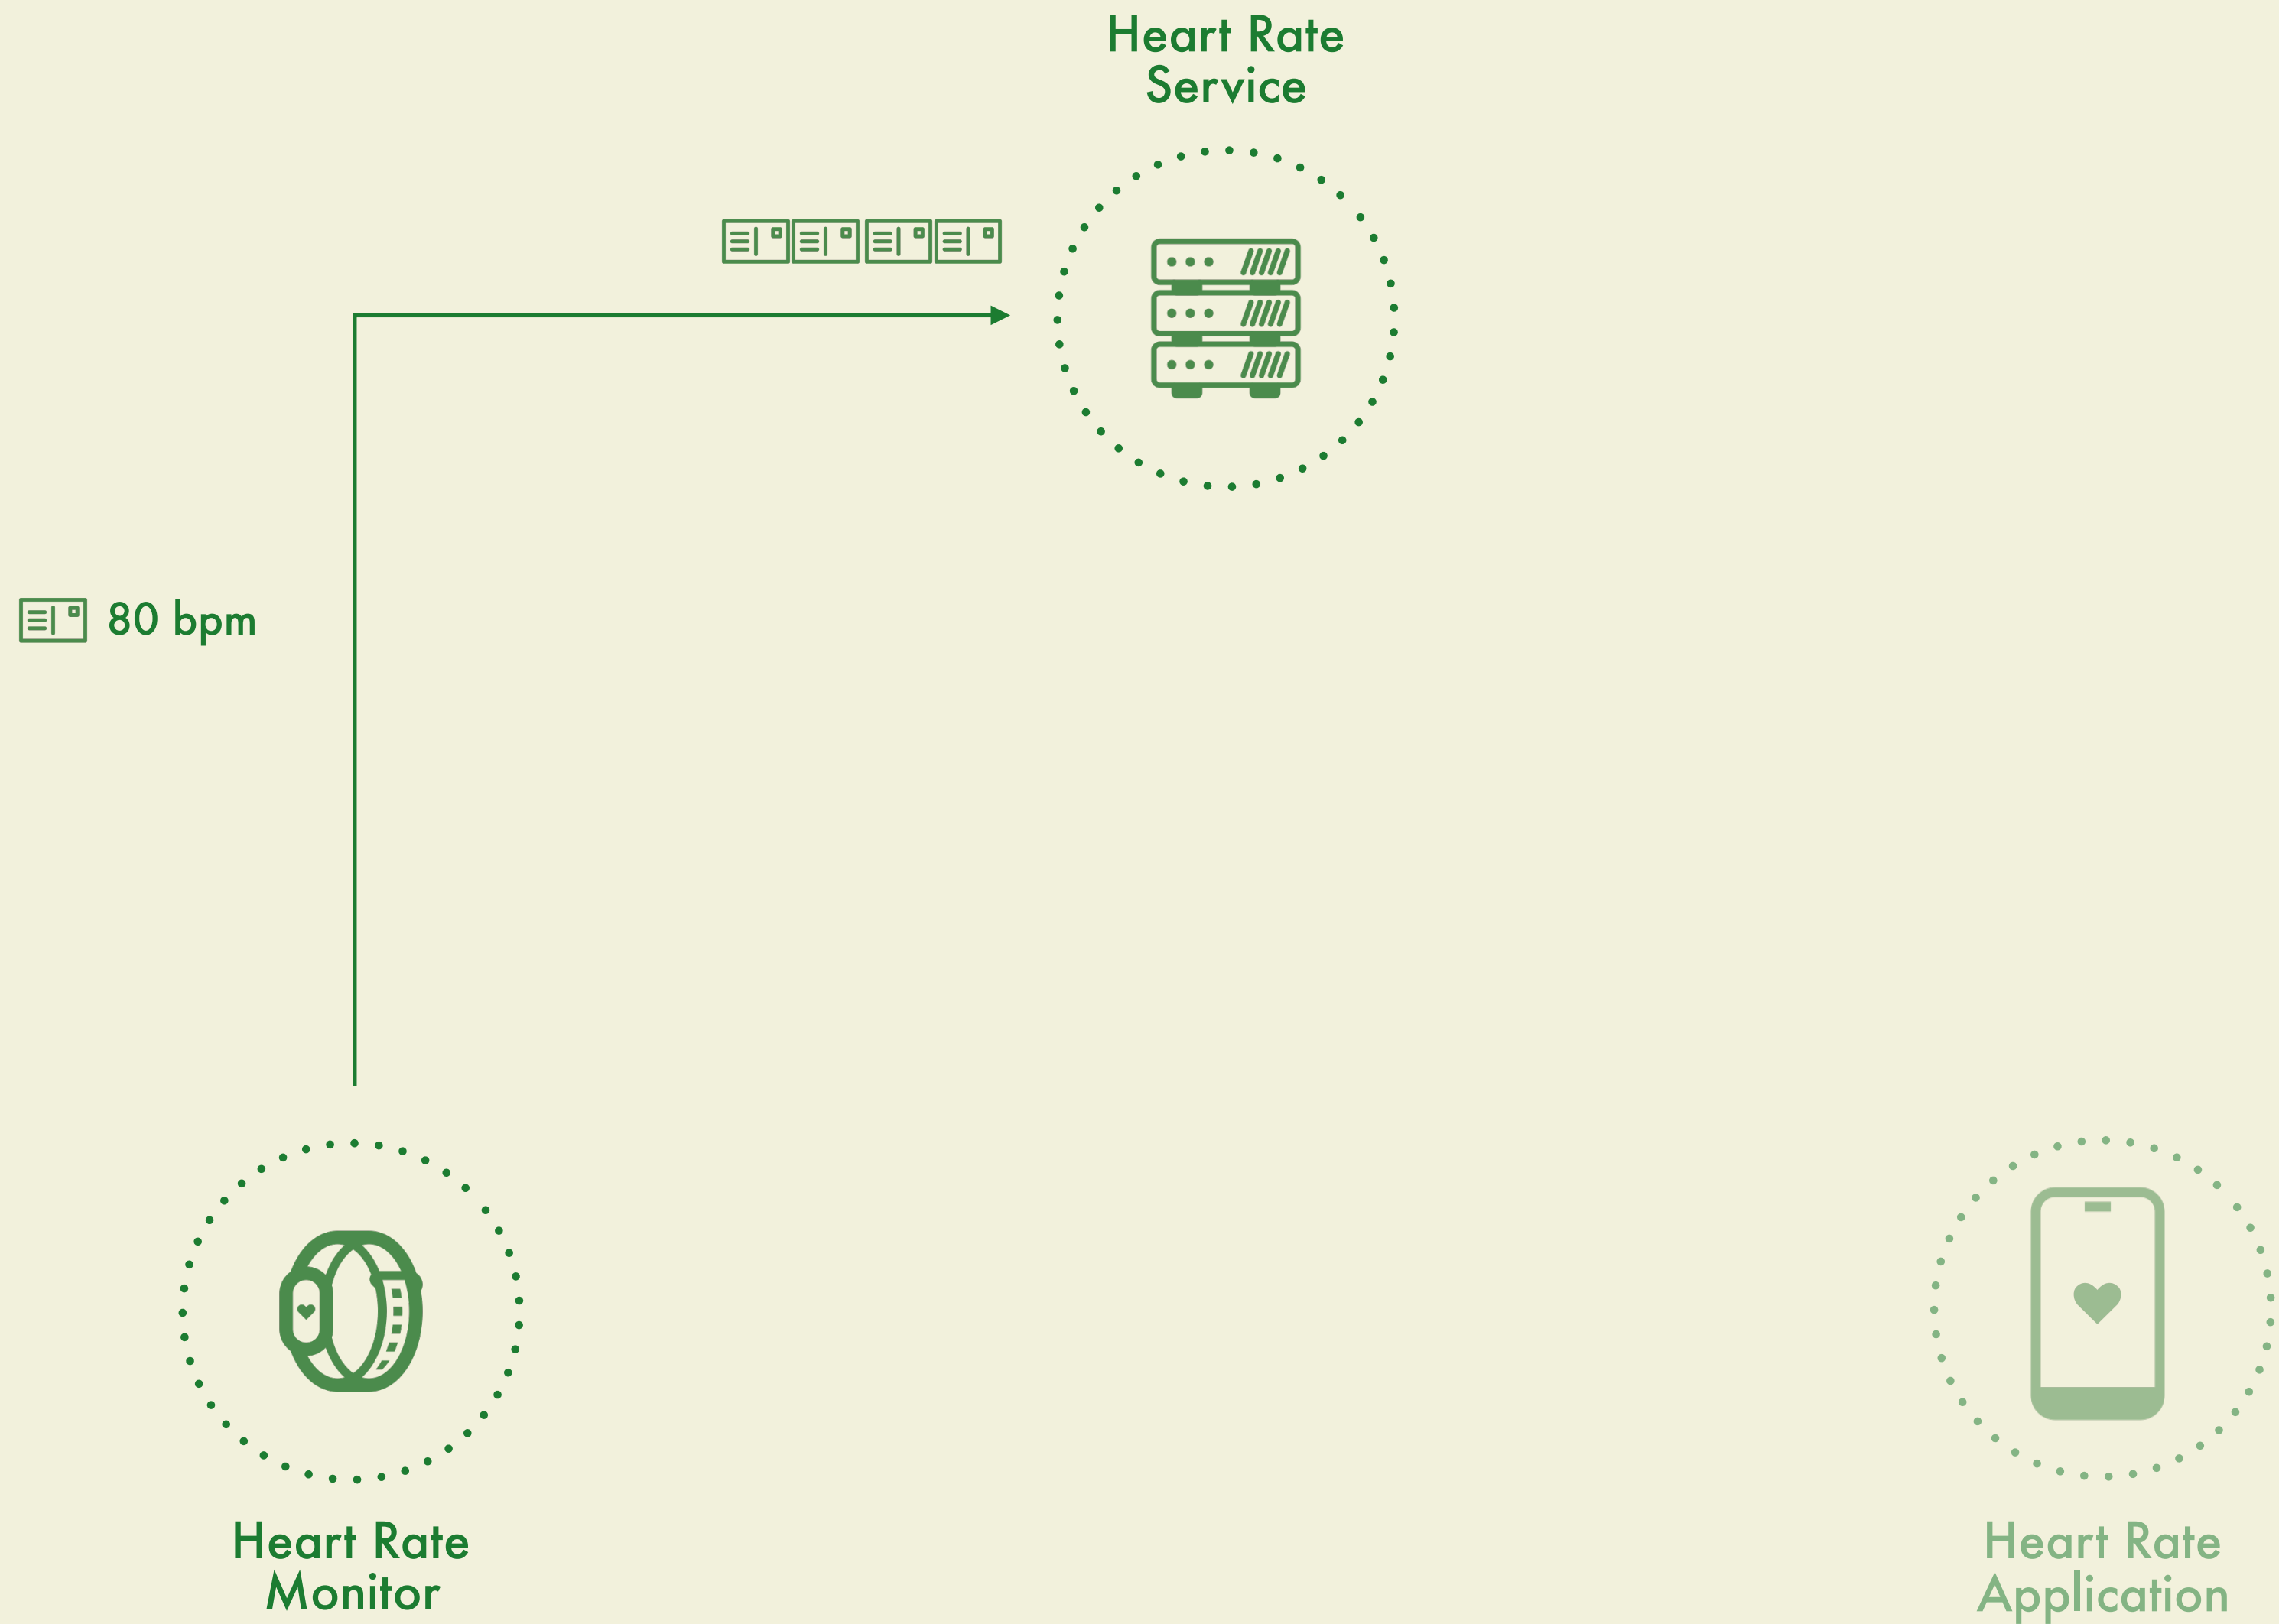 Heart Rate
Service
80 bpm
Heart Rate
Monitor
Heart Rate
Application